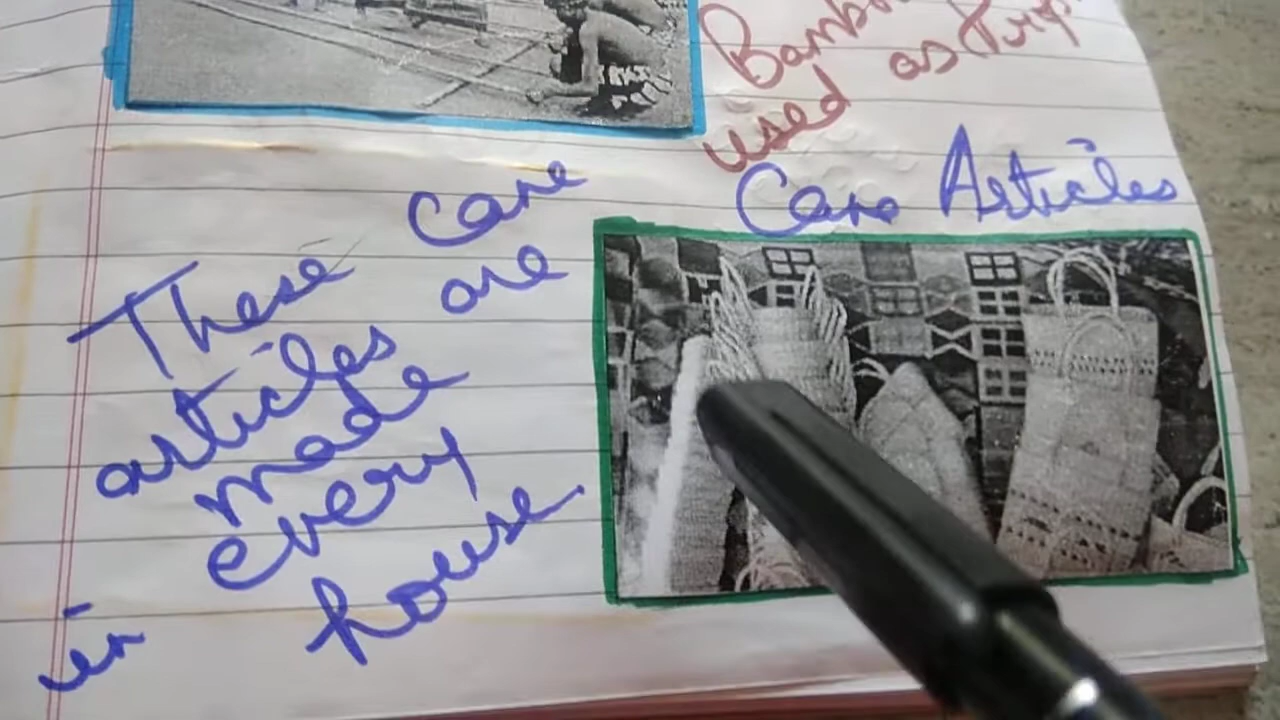 used as
Cane Articles
These cane
articles are
made
every
in house.